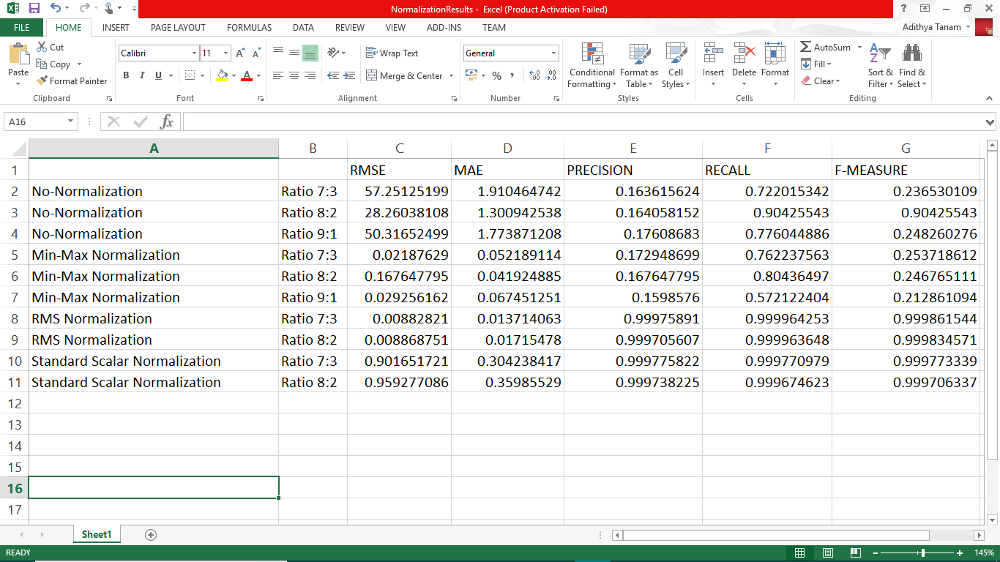 NormalizationResults - Excel (Product Activation Failed)
?
FILE HOME INSERT PAGE LAYOUT FORMULAS DATA REVIEW VIEW ADD-INS TEAM Adithya Tanam
Paste Cut Copy Format Painter
Clipboard
Calibri 11
B I U A
Font
Wrap Text
Merge & Center
Alignment
General
%
Number
Conditional Formatting Format as Table Cell Styles
Styles
Insert Delete Format
Cells
AutoSum Fill Clear Sort & Filter Find & Select
Editing
A16 fx
A B C D E F G
1 RMSE MAE PRECISION RECALL F-MEASURE
2 No-Normalization Ratio 7:3 57.25125199 1.910464742 0.163615624 0.722015342 0.236530109
3 No-Normalization Ratio 8:2 28.26038108 1.300942538 0.164058152 0.90425543 0.90425543
4 No-Normalization Ratio 9:1 50.31652499 1.773871208 0.17608683 0.776044886 0.248260276
5 Min-Max Normalization Ratio 7:3 0.02187629 0.052189114 0.172948699 0.762237563 0.253718612
6 Min-Max Normalization Ratio 8:2 0.167647795 0.041924885 0.167647795 0.80436497 0.246765111
7 Min-Max Normalization Ratio 9:1 0.029256162 0.067451251 0.1598576 0.572122404 0.212861094
8 RMS Normalization Ratio 7:3 0.00882821 0.013714063 0.99975891 0.999964253 0.999861544
9 RMS Normalization Ratio 8:2 0.008868751 0.01715478 0.999705607 0.999963648 0.999834571
10 Standard Scalar Normalization Ratio 7:3 0.901651721 0.304238417 0.999775822 0.999770979 0.999773339
11 Standard Scalar Normalization Ratio 8:2 0.959277086 0.35985529 0.999738225 0.999674623 0.999706337
12
13
14
15
16
17
Sheet1
READY 145%